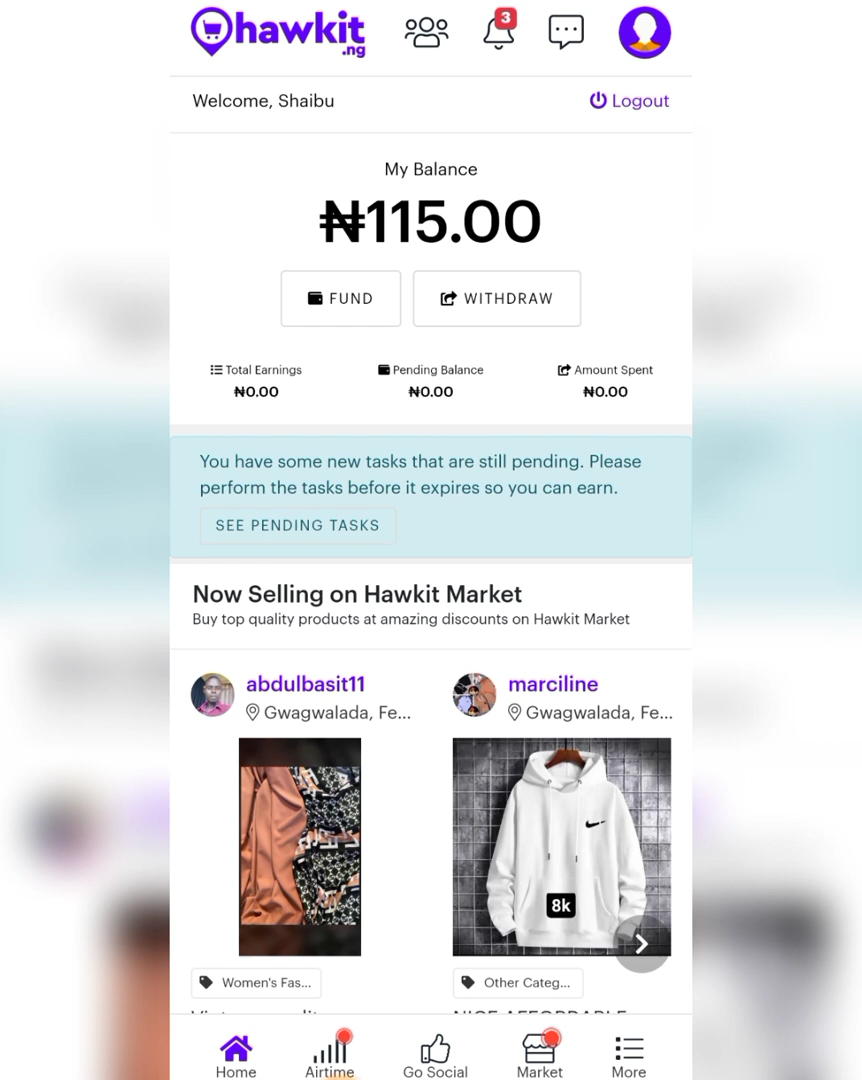 hawkit
.ng
3
Welcome, Shaibu
Logout
My Balance
₦115.00
FUND
WITHDRAW
Total Earnings
Pending Balance
Amount Spent
₦0.00
₦0.00
₦0.00
You have some new tasks that are still pending. Please
perform the tasks before it expires so you can earn.
SEE PENDING TASKS
Now Selling on Hawkit Market
Buy top quality products at amazing discounts on Hawkit Market
abdulbasit11
Gwagwalada, Fe...
marciline
Gwagwalada, Fe...
8k
Women's Fas...
Other Categ...
NICE AFFORDABLE
Home
Airtime
Go Social
Market
More